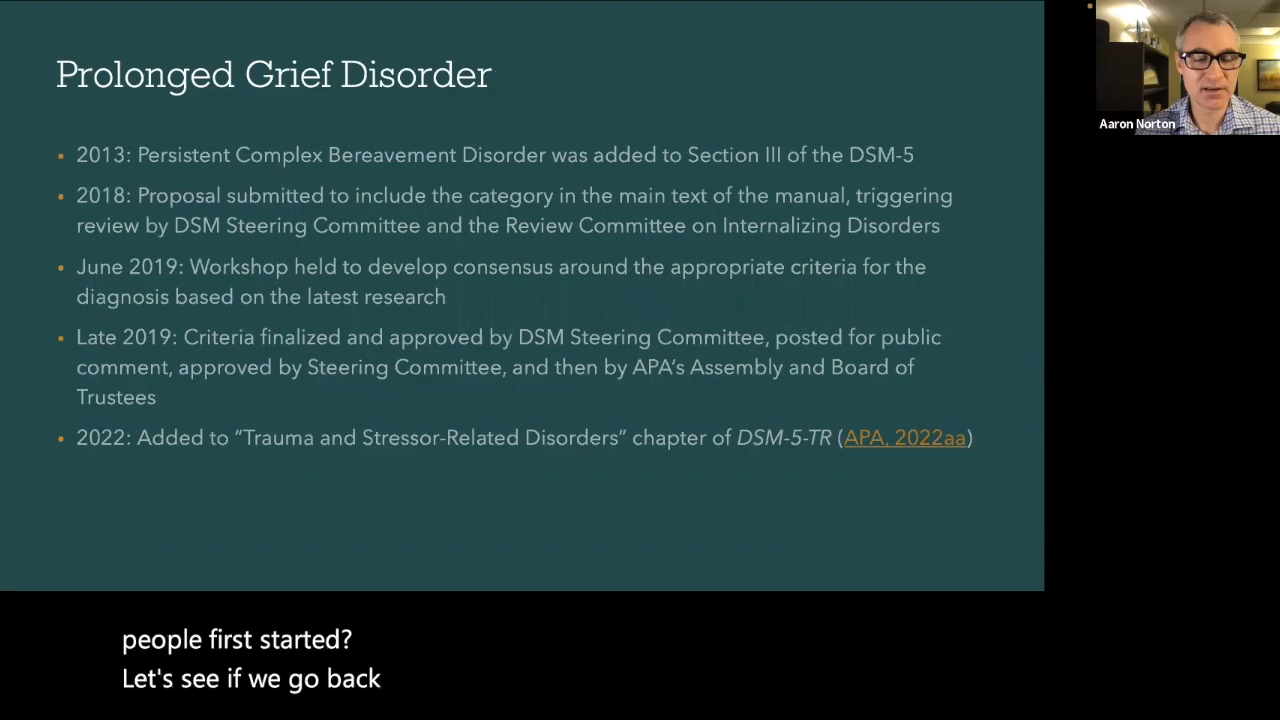 Prolonged Grief Disorder
• 2013: Persistent Complex Bereavement Disorder was added to Section III of the DSM-5
• 2018: Proposal submitted to include the category in the main text of the manual, triggering
review by DSM Steering Committee and the Review Committee on Internalizing Disorders
• June 2019: Workshop held to develop consensus around the appropriate criteria for the
diagnosis based on the latest research
• Late 2019: Criteria finalized and approved by DSM Steering Committee, posted for public
comment, approved by Steering Committee, and then by APA’s Assembly and Board of
Trustees
• 2022: Added to “Trauma and Stressor-Related Disorders” chapter of DSM-5-TR (APA, 2022aa)
Aaron Norton
people first started?
Let's see if we go back